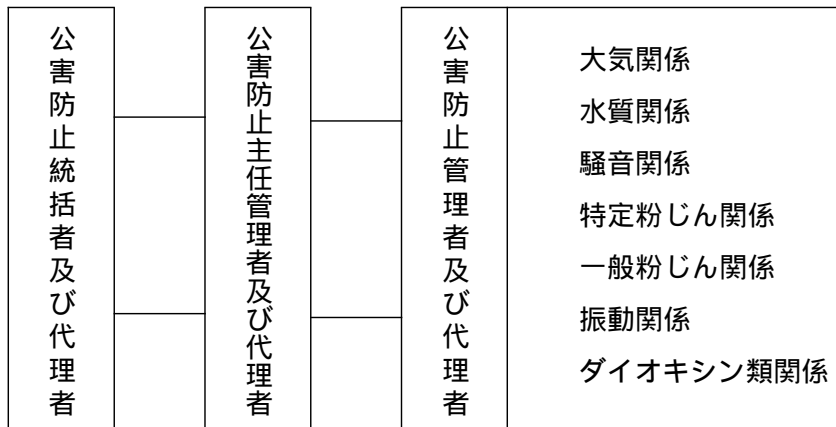 公害防止統括者及び代理者
公害防止主任管理者及び代理者
公害防止管理者及び代理者
大気関係
水質関係
騒音関係
特定粉じん関係
一般粉じん関係
振動関係
ダイオキシン類関係